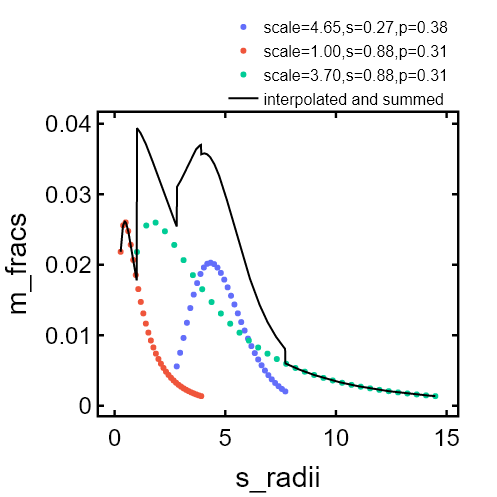 scale=4.65,s=0.27,p=0.38
scale=1.00,s=0.88,p=0.31
scale=3.70,s=0.88,p=0.31
interpolated and summed
0.04
0.03
0.02
0.01
0
m_fracs
0 5 10 15
s_radii